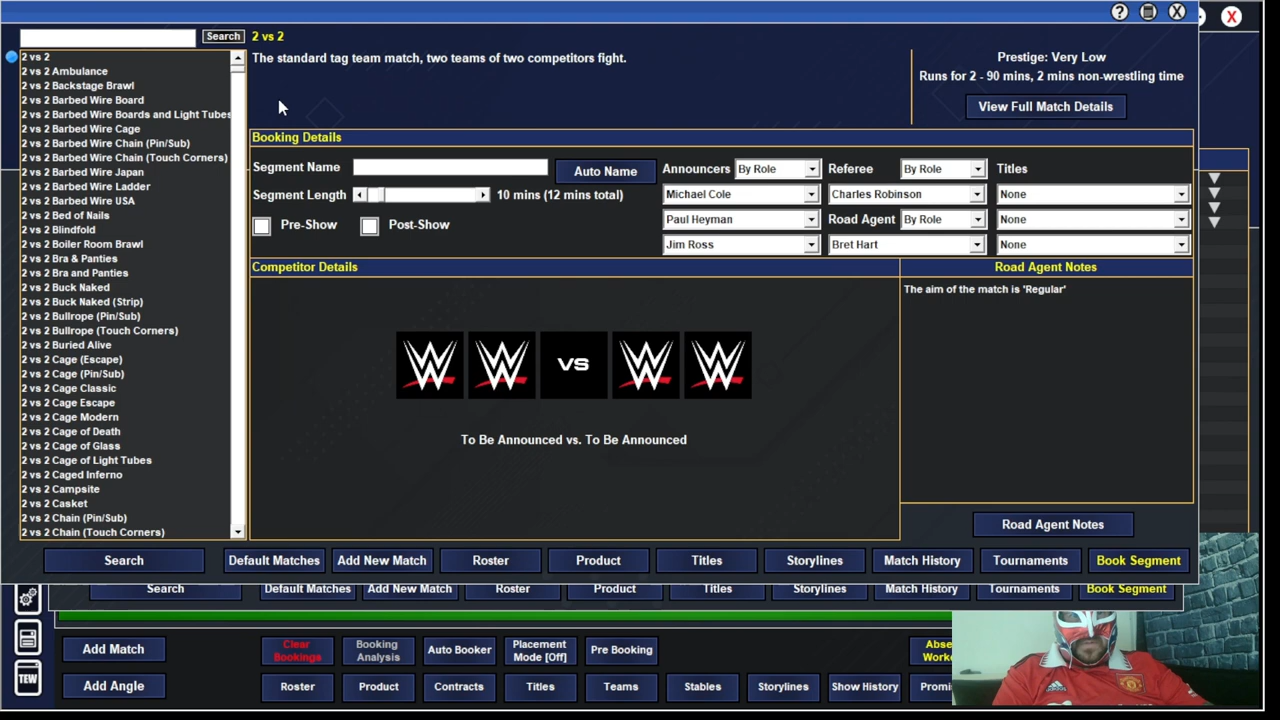 ? X X
Search 2 vs 2
2 vs 2
2 vs 2 Ambulance
2 vs 2 Backstage Brawl
2 vs 2 Barbed Wire Board
2 vs 2 Barbed Wire Boards and Light Tubes
2 vs 2 Barbed Wire Cage
2 vs 2 Barbed Wire Chain (Pin/Sub)
2 vs 2 Barbed Wire Chain (Touch Corners)
2 vs 2 Barbed Wire Japan
2 vs 2 Barbed Wire Ladder
2 vs 2 Barbed Wire USA
2 vs 2 Bed of Nails
2 vs 2 Blindfold
2 vs 2 Boiler Room Brawl
2 vs 2 Bra & Panties
2 vs 2 Bra and Panties
2 vs 2 Buck Naked
2 vs 2 Buck Naked (Strip)
2 vs 2 Bullrope (Pin/Sub)
2 vs 2 Bullrope (Touch Corners)
2 vs 2 Buried Alive
2 vs 2 Cage (Escape)
2 vs 2 Cage (Pin/Sub)
2 vs 2 Cage Classic
2 vs 2 Cage Escape
2 vs 2 Cage Modern
2 vs 2 Cage of Death
2 vs 2 Cage of Glass
2 vs 2 Cage of Light Tubes
2 vs 2 Caged Inferno
2 vs 2 Campsite
2 vs 2 Casket
2 vs 2 Chain (Pin/Sub)
2 vs 2 Chain (Touch Corners)
The standard tag team match, two teams of two competitors fight.
Prestige: Very Low
Runs for 2 - 90 mins, 2 mins non-wrestling time
View Full Match Details
Booking Details
Segment Name Auto Name Announcers By Role Referee By Role Titles
Segment Length 10 mins (12 mins total) Michael Cole Charles Robinson None
Pre-Show Post-Show Paul Heyman Road Agent By Role None
Jim Ross Bret Hart None
Competitor Details Road Agent Notes
The aim of the match is 'Regular'
W W VS W W
To Be Announced vs. To Be Announced
Road Agent Notes
Search Default Matches Add New Match Roster Product Titles Storylines Match History Tournaments Book Segment
Search Default Matches Add New Match Roster Product Titles Storylines Match History Tournaments Book Segment
Add Match Clear Bookings Booking Analysis Auto Booker Placement Mode [Off] Pre Booking
TEW Add Angle Roster Product Contracts Titles Teams Stables Storylines Show History